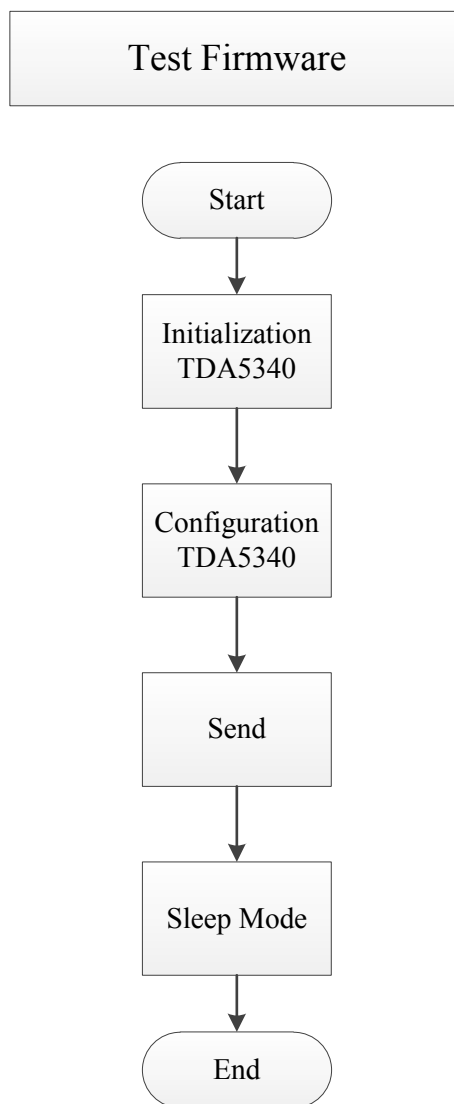 Test Firmware
Start
Initialization
TDA5340
Configuration
TDA5340
Send
Sleep Mode
End